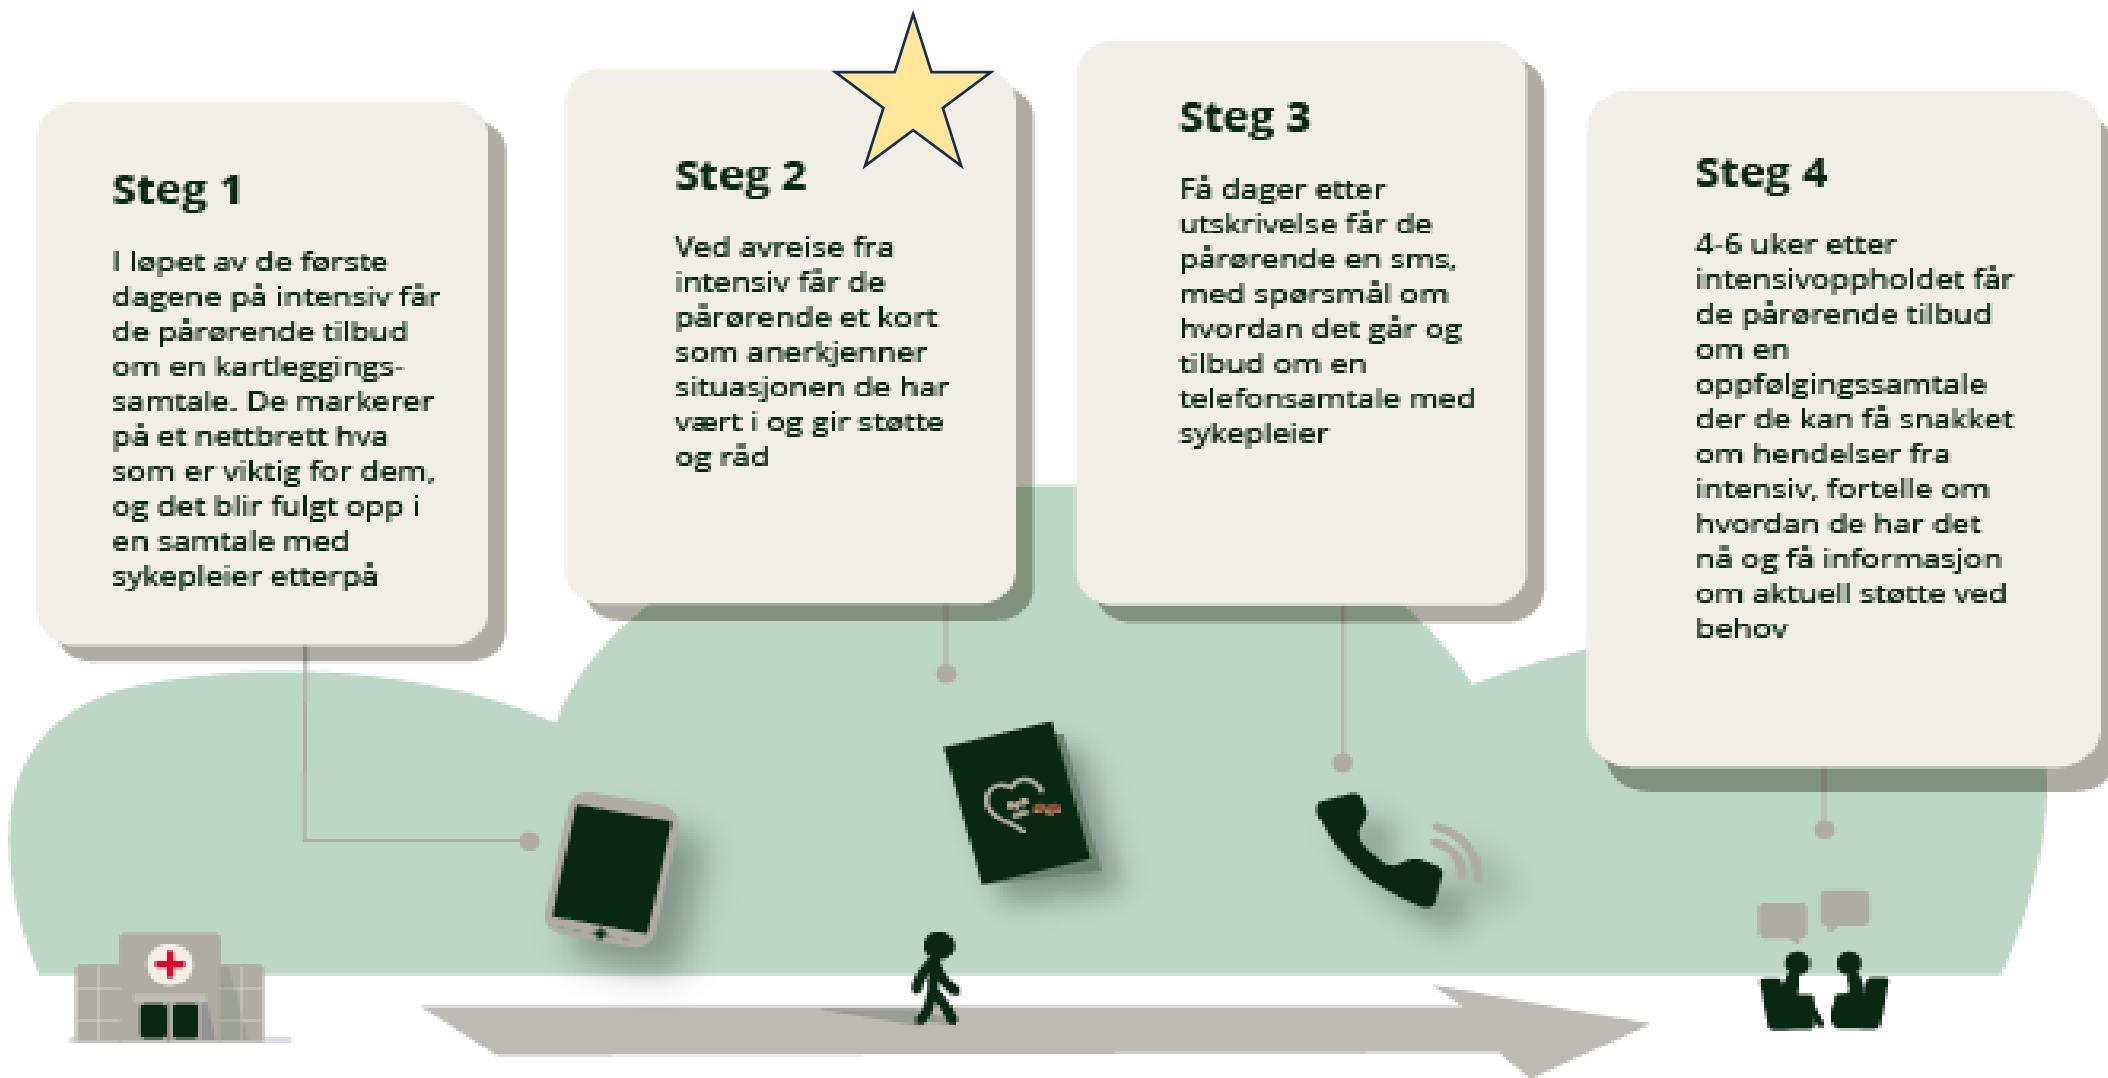 Steg 1
I løpet av de første
dagene på intensiv får
de pårørende tilbud
om en kartleggings-
samtale. De markerer
på et nettbrett hva
som er viktig for dem,
og det blir fulgt opp i
en samtale med
sykepleier etterpå
Steg 2
Ved avreise fra
intensiv får de
pårørende et kort
som anerkjenner
situasjonen de har
vært i og gir støtte
og råd
Steg 3
Få dager etter
utskrivelse får de
pårørende en sms,
med spørsmål om
hvordan det går og
tilbud om en
telefonsamtale med
sykepleier
Steg 4
4-6 uker etter
intensivoppholdet får
de pårørende tilbud
om en
oppfølgingssamtale
der de kan få snakket
om hendelser fra
intensiv, fortelle om
hvordan de har det
nå og få informasjon
om aktuell støtte ved
behov